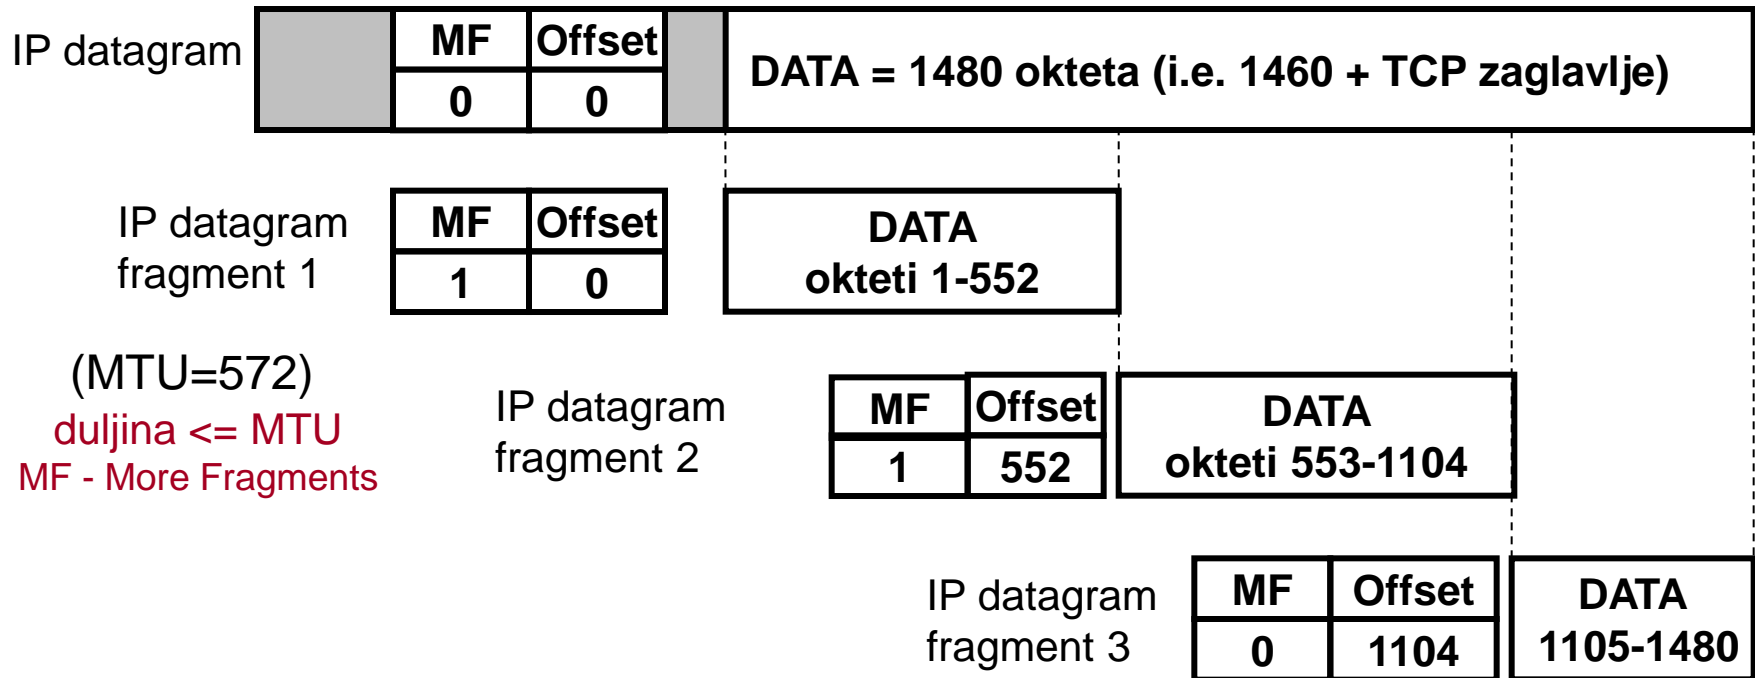 IP datagram
MF Offset
0 0
DATA = 1480 okteta (i.e. 1460 + TCP zaglavlje)
IP datagram
fragment 1
MF Offset
1 0
DATA
okteti 1-552
(MTU=572)
duljina <= MTU
MF - More Fragments
IP datagram
fragment 2
MF Offset
1 552
DATA
okteti 553-1104
IP datagram
fragment 3
MF Offset
0 1104
DATA
1105-1480